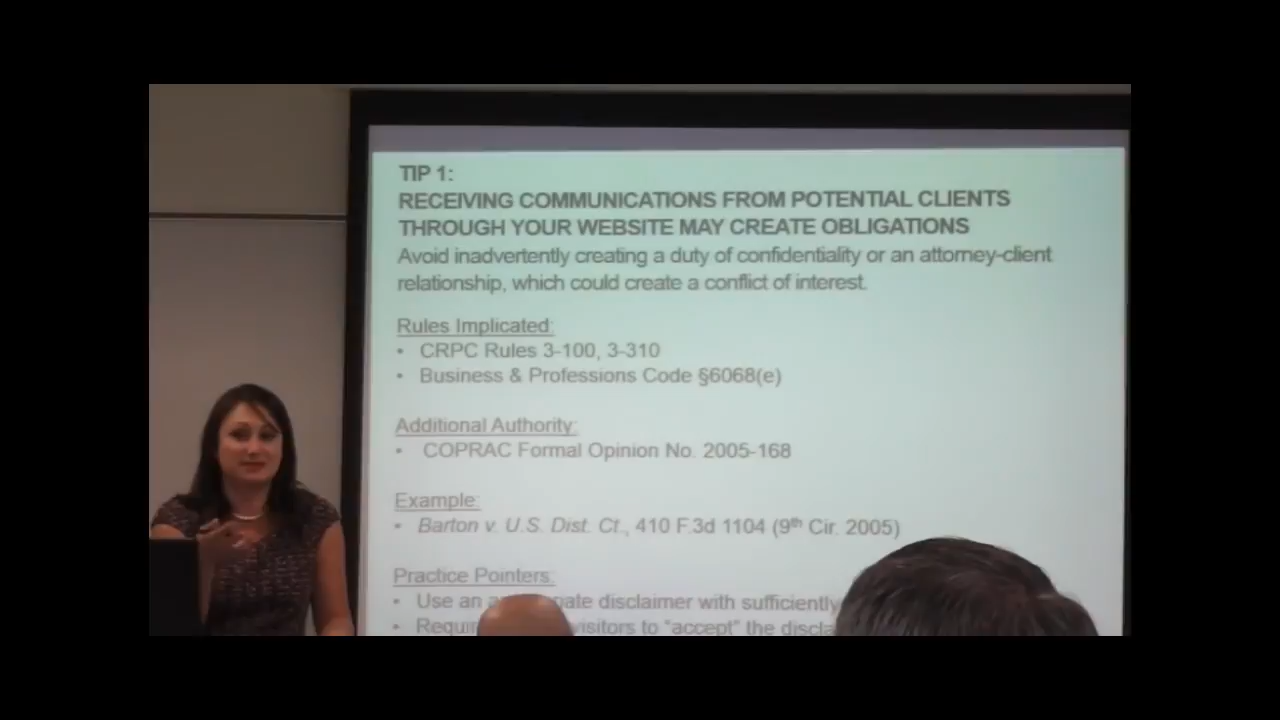 TIP 1:
RECEIVING COMMUNICATIONS FROM POTENTIAL CLIENTS
THROUGH YOUR WEBSITE MAY CREATE OBLIGATIONS
Avoid inadvertently creating a duty of confidentiality or an attorney-client
relationship, which could create a conflict of interest.
Rules Implicated:
• CRPC Rules 3-100, 3-310
• Business & Professions Code §6068(e)
Additional Authority:
• COPRAC Formal Opinion No. 2005-168
Example:
• Barton v. U.S. Dist. Ct., 410 F.3d 1104 (9th Cir. 2005)
Practice Pointers:
• Use an disclaimer with sufficiently
• visitors to “accept” the